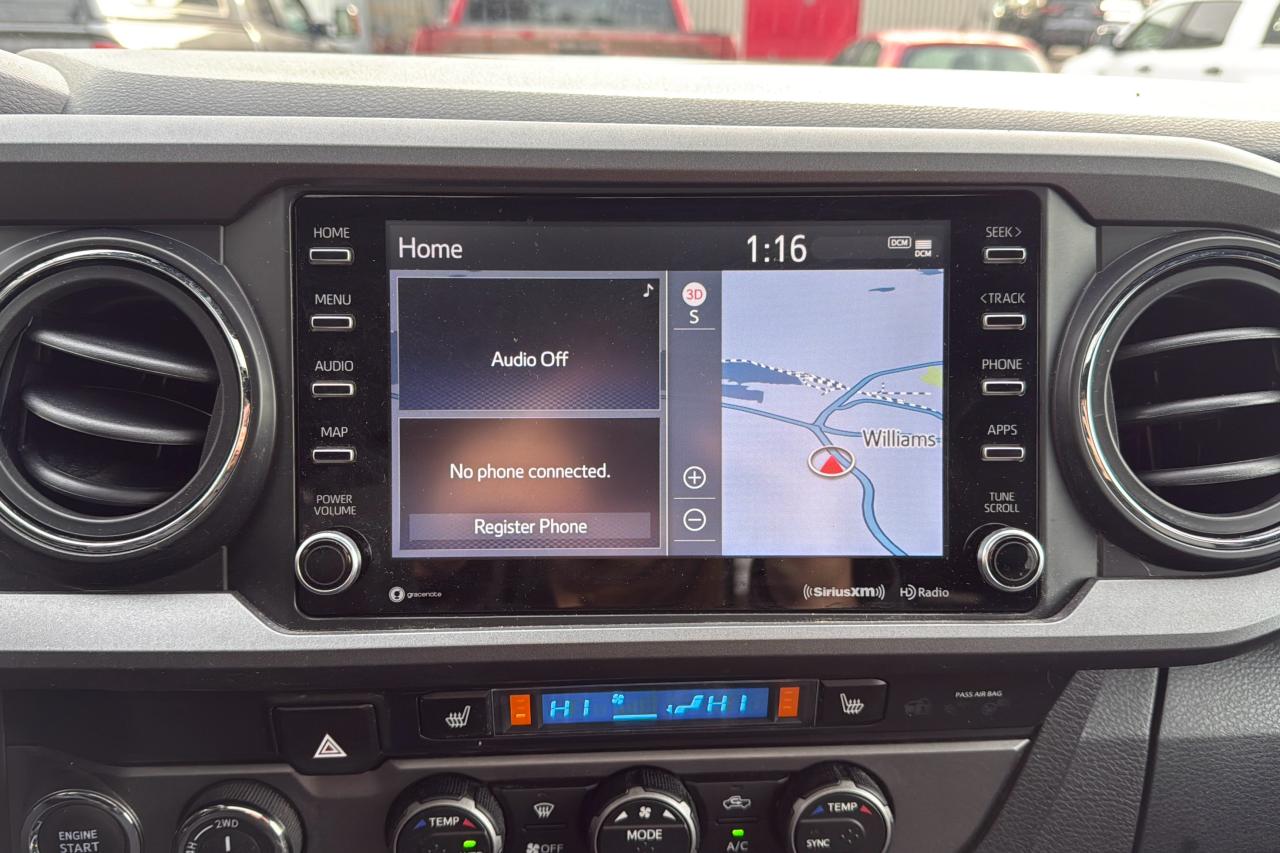 HOME
MENU
AUDIO
MAP
POWER
VOLUME
Home
1:16
DCM
DCM
Audio Off
No phone connected.
Register Phone
3D
S
Williams
SEEK >
< TRACK
PHONE
APPS
TUNE
SCROLL
gracenote
((SiriusXM))
HD Radio
HI
HI
PASS AIR BAG
ENGINE
START
2WD
TEMP
OFF
MODE
A/C
TEMP
SYNC